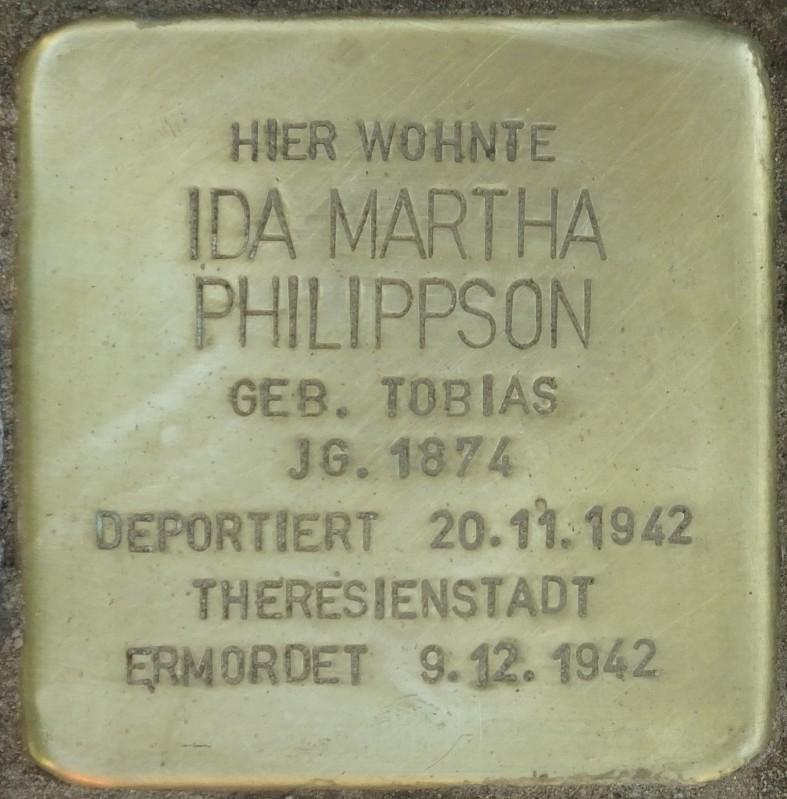 HIER WOHNTE
IDA MARTHA
PHILIPPSON
GEB. TOBIAS
JG. 1874
DEPORTIERT 20.11.1942
THERESIENSTADT
ERMORDET 9.12.1942